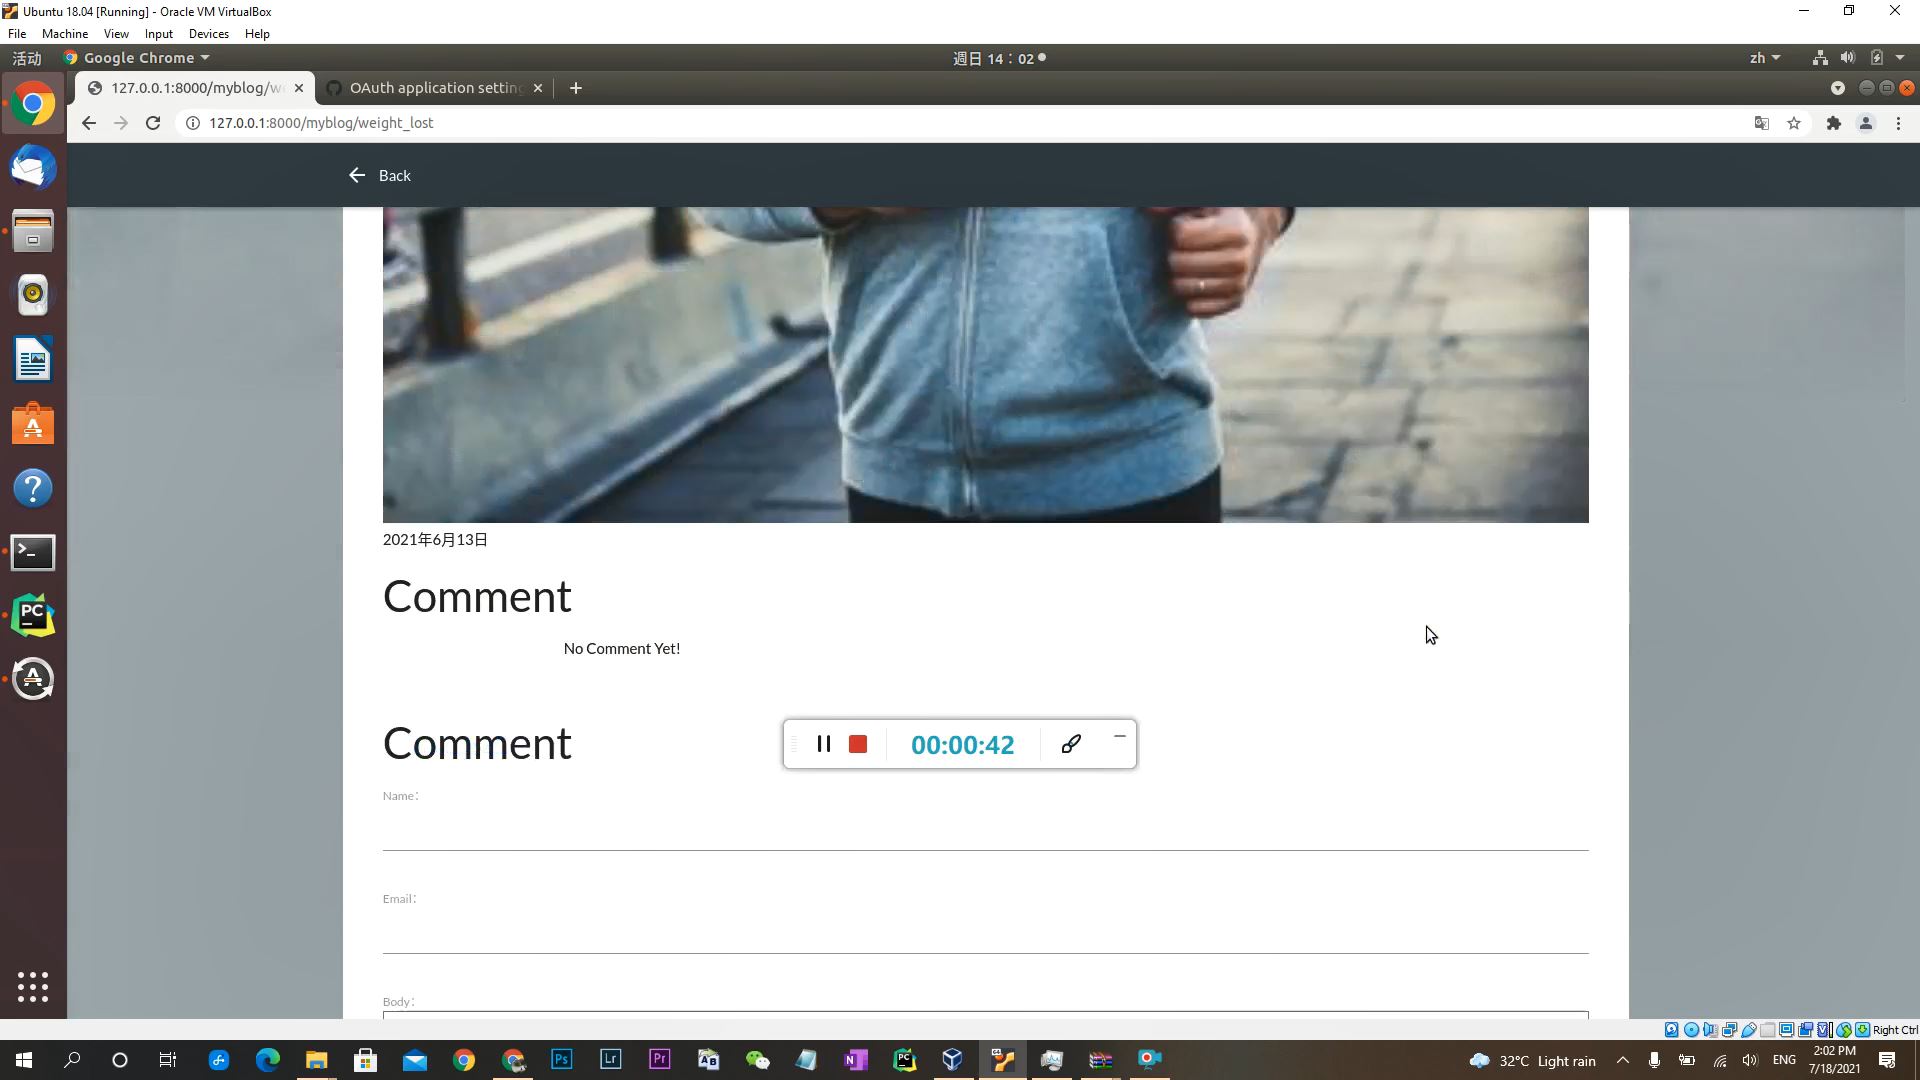 Ubuntu 18.04 [Running] - Oracle VM VirtualBox
File Machine View Input Devices Help
活动 Google Chrome 週日 14：02 zh
127.0.0.1:8000/myblog/w OAuth application setting
127.0.0.1:8000/myblog/weight_lost
Back
2021年6月13日
Comment
No Comment Yet!
Comment
00:00:42
Name:
Email:
Body:
Right Ctrl
32°C Light rain ENG 2:02 PM
7/18/2021